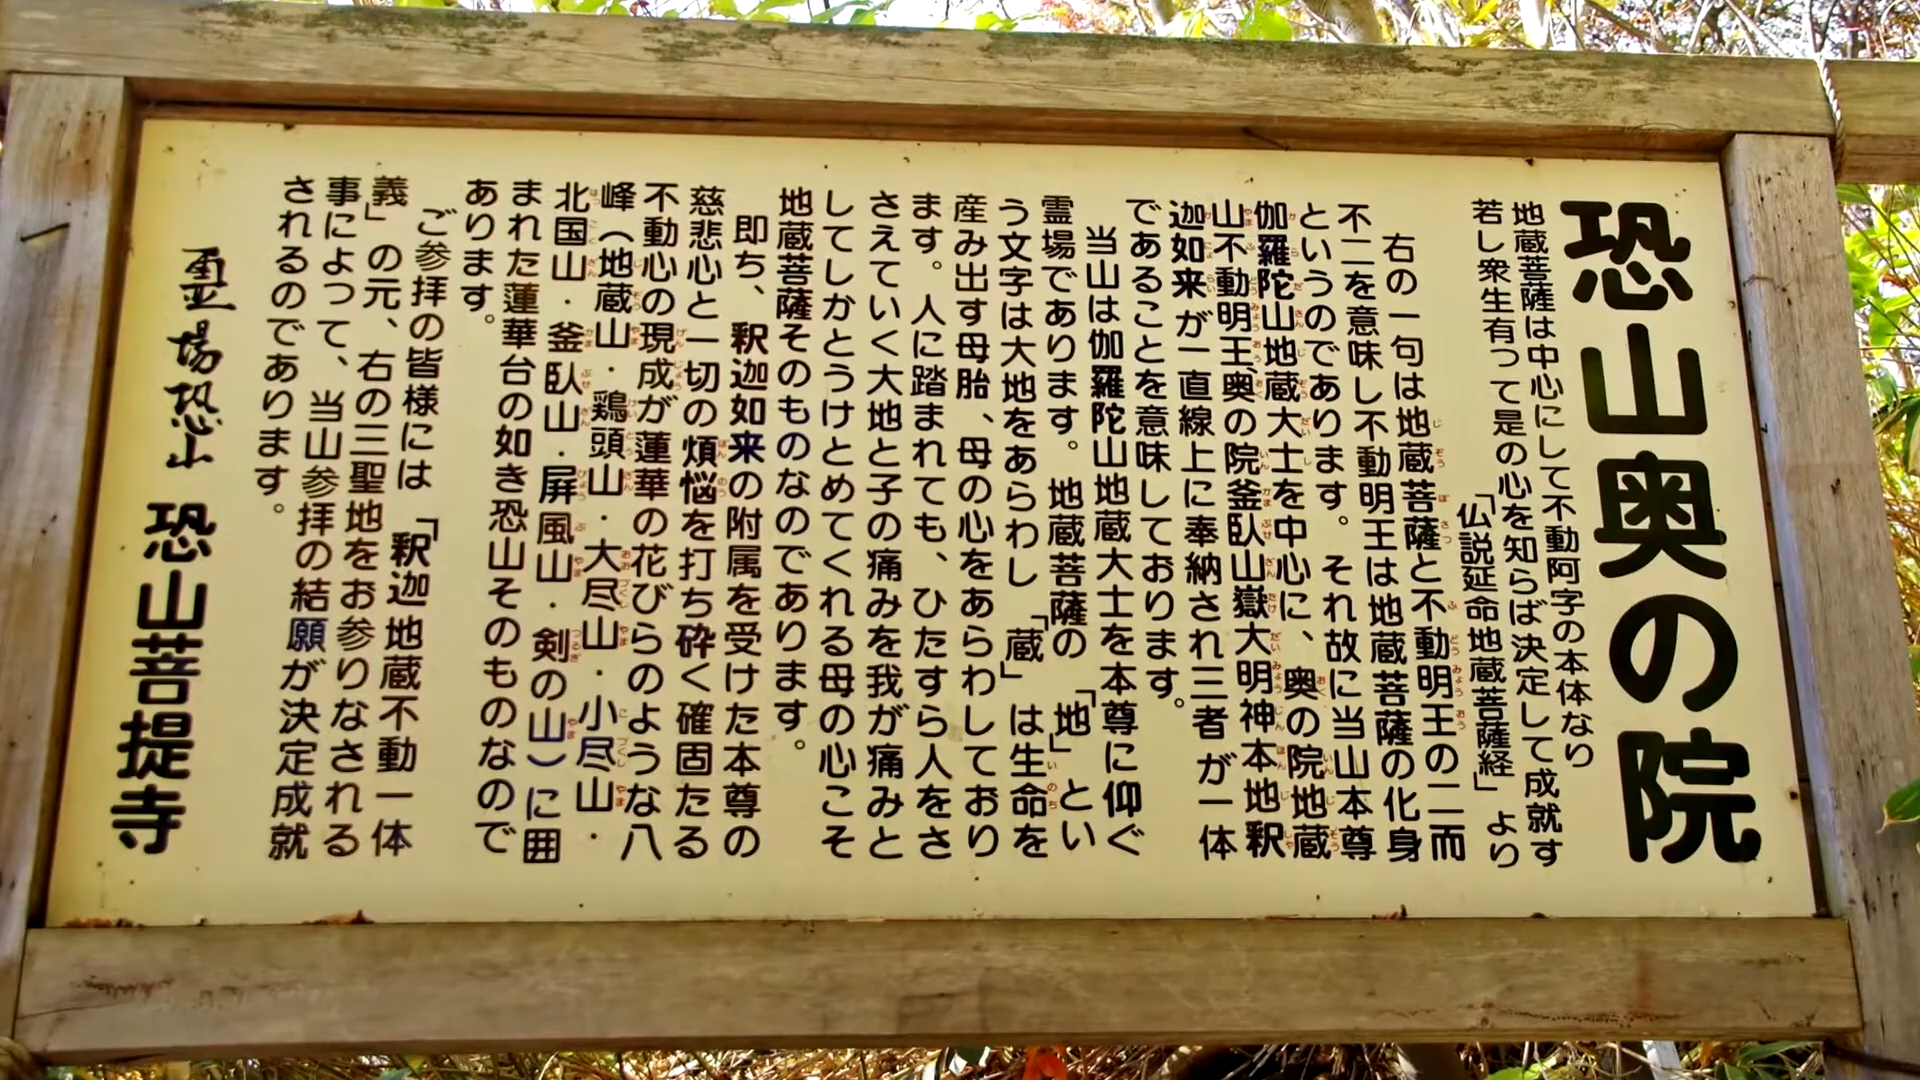 恐山奥の院
地蔵菩薩は中心にして不動阿字の本体なり
若し衆生有って是の心を知らば決定して成就す
「仏説延命地蔵菩薩経」より
右の一句は地蔵菩薩と不動明王の二而
不二を意味し不動明王は地蔵菩薩の化身
というのであります。それ故に当山本尊
伽羅陀山地蔵大士を中心に、奥の院地蔵
山不動明王、奥の院釜臥山嶽大明神本地釈
迦如来が一直線上に奉納され三者が一体
であることを意味しております。
当山は伽羅陀山地蔵大士を本尊に仰ぐ
霊場であります。地蔵菩薩の「地」とい
う文字は大地をあらわし「蔵」は生命を
産み出す母胎、母の心をあらわしており
ます。人に踏まれても、ひたすら人をさ
さえていく大地と子の痛みを我が痛みと
してしかとうけとめてくれる母の心こそ
地蔵菩薩そのものなのであります。
即ち、釈迦如来の附属を受けた本尊の
慈悲心と一切の煩悩を打ち砕く確固たる
不動心の現成が蓮華の花びらのような八
峰（地蔵山・鶏頭山・大尽山・小尽山・
北国山・釜臥山・屏風山・剣の山）に囲
まれた蓮華台の如き恐山そのものなので
あります。
ご参拝の皆様には「釈迦地蔵不動一体
義」の元、右の三聖地をお参りなされる
事によって、当山参拝の結願が決定成就
されるのであります。
霊場恐山 恐山菩提寺